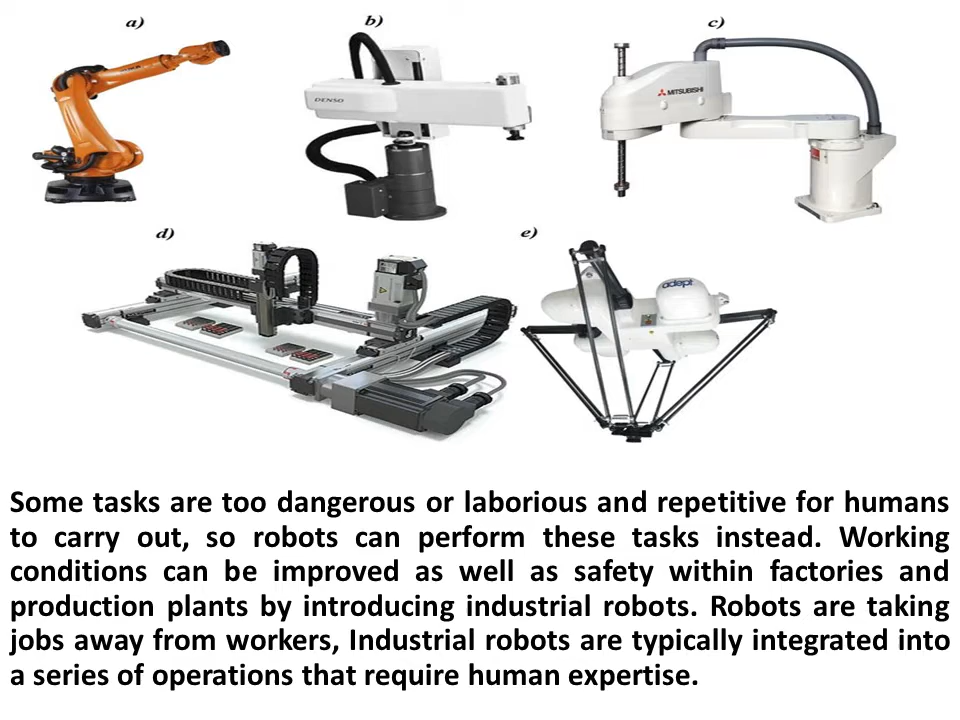 a)
b)
c)
DENSO
MITSUBISHI
d)
e)
adept
Some tasks are too dangerous or laborious and repetitive for humans
to carry out, so robots can perform these tasks instead. Working
conditions can be improved as well as safety within factories and
production plants by introducing industrial robots. Robots are taking
jobs away from workers, Industrial robots are typically integrated into
a series of operations that require human expertise.